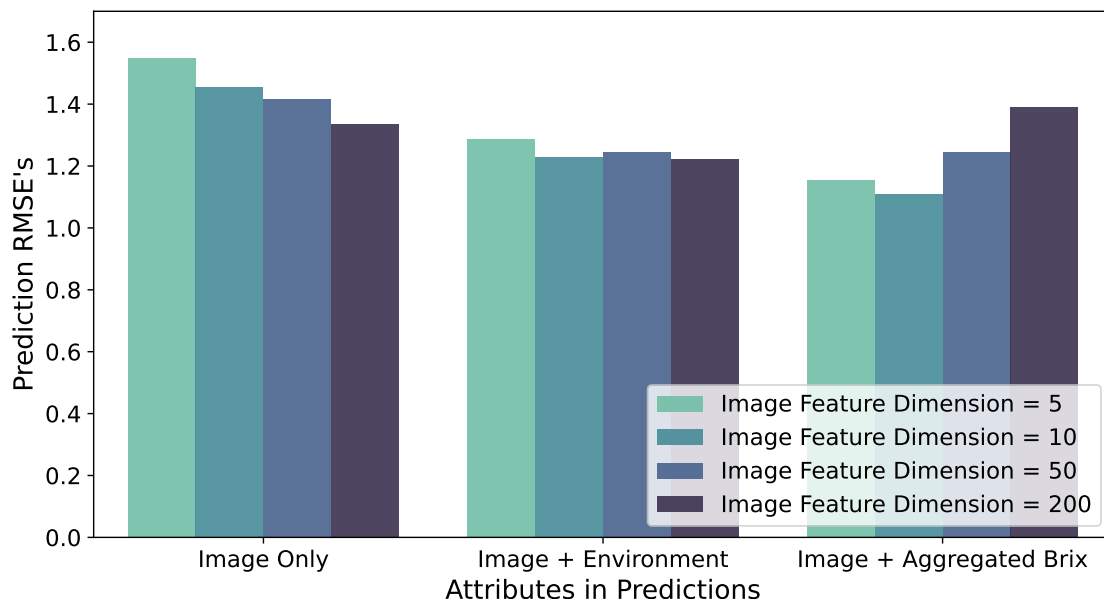 1.6
1.4
1.2
1.0
0.8
0.6
0.4
0.2
0.0
Prediction RMSE's
Image Feature Dimension = 5
Image Feature Dimension = 10
Image Feature Dimension = 50
Image Feature Dimension = 200
Image Only
Image + Environment
Image + Aggregated Brix
Attributes in Predictions